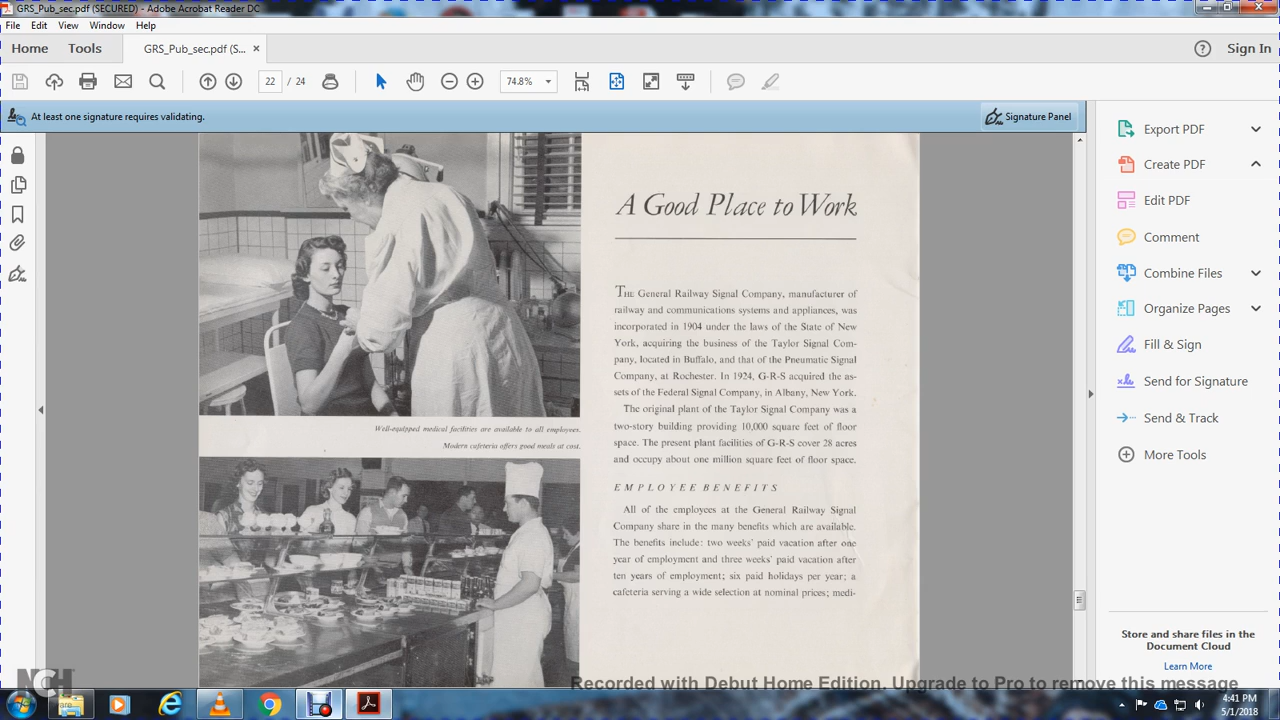 GRS_Pub_sec.pdf (SECURED) - Adobe Acrobat Reader DC
File Edit View Window Help
Home Tools GRS_Pub_sec.pdf (S... × Sign In
22 / 24 74.8%
At least one signature requires validating. Signature Panel
A Good Place to Work
THE General Railway Signal Company, manufacturer of
railway and communications systems and appliances, was
incorporated in 1904 under the laws of the State of New
York, acquiring the business of the Taylor Signal Com-
pany, located in Buffalo, and that of the Pneumatic Signal
Company, at Rochester. In 1924, G-R-S acquired the as-
sets of the Federal Signal Company, in Albany, New York.
The original plant of the Taylor Signal Company was a
two-story building providing 10,000 square feet of floor
space. The present plant facilities of G-R-S cover 28 acres
and occupy about one million square feet of floor space.
EMPLOYEE BENEFITS
All of the employees at the General Railway Signal
Company share in the many benefits which are available.
The benefits include: two weeks' paid vacation after one
year of employment and three weeks' paid vacation after
ten years of employment; six paid holidays per year; a
cafeteria serving a wide selection at nominal prices; medi-
Well-equipped medical facilities are available to all employees.
Modern cafeteria offers good meals at cost.
Export PDF
Create PDF
Edit PDF
Comment
Combine Files
Organize Pages
Fill & Sign
Send for Signature
Send & Track
More Tools
Store and share files in the
Document Cloud
Learn More
NCH
Recorded with Debut Home Edition. Upgrade to Pro to remove this message
4:41 PM
5/1/2018